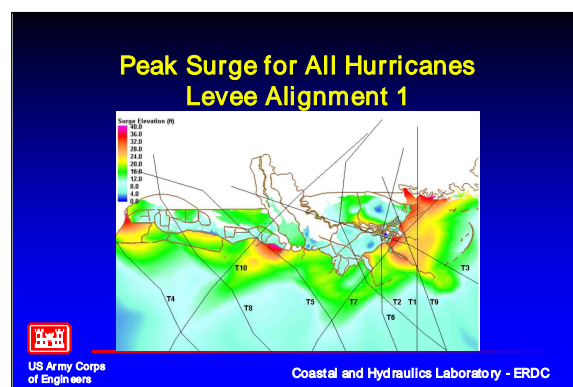 Peak Surge for All Hurricanes
Levee Alignment 1
Surge Elevation (ft)
40.0
36.0
32.0
28.0
24.0
20.0
16.0
12.0
8.0
4.0
0.0
T10
T3
T4
T8
T5
T7
T2
T1
T9
T6
US Army Corps
of Engineers
Coastal and Hydraulics Laboratory - ERDC